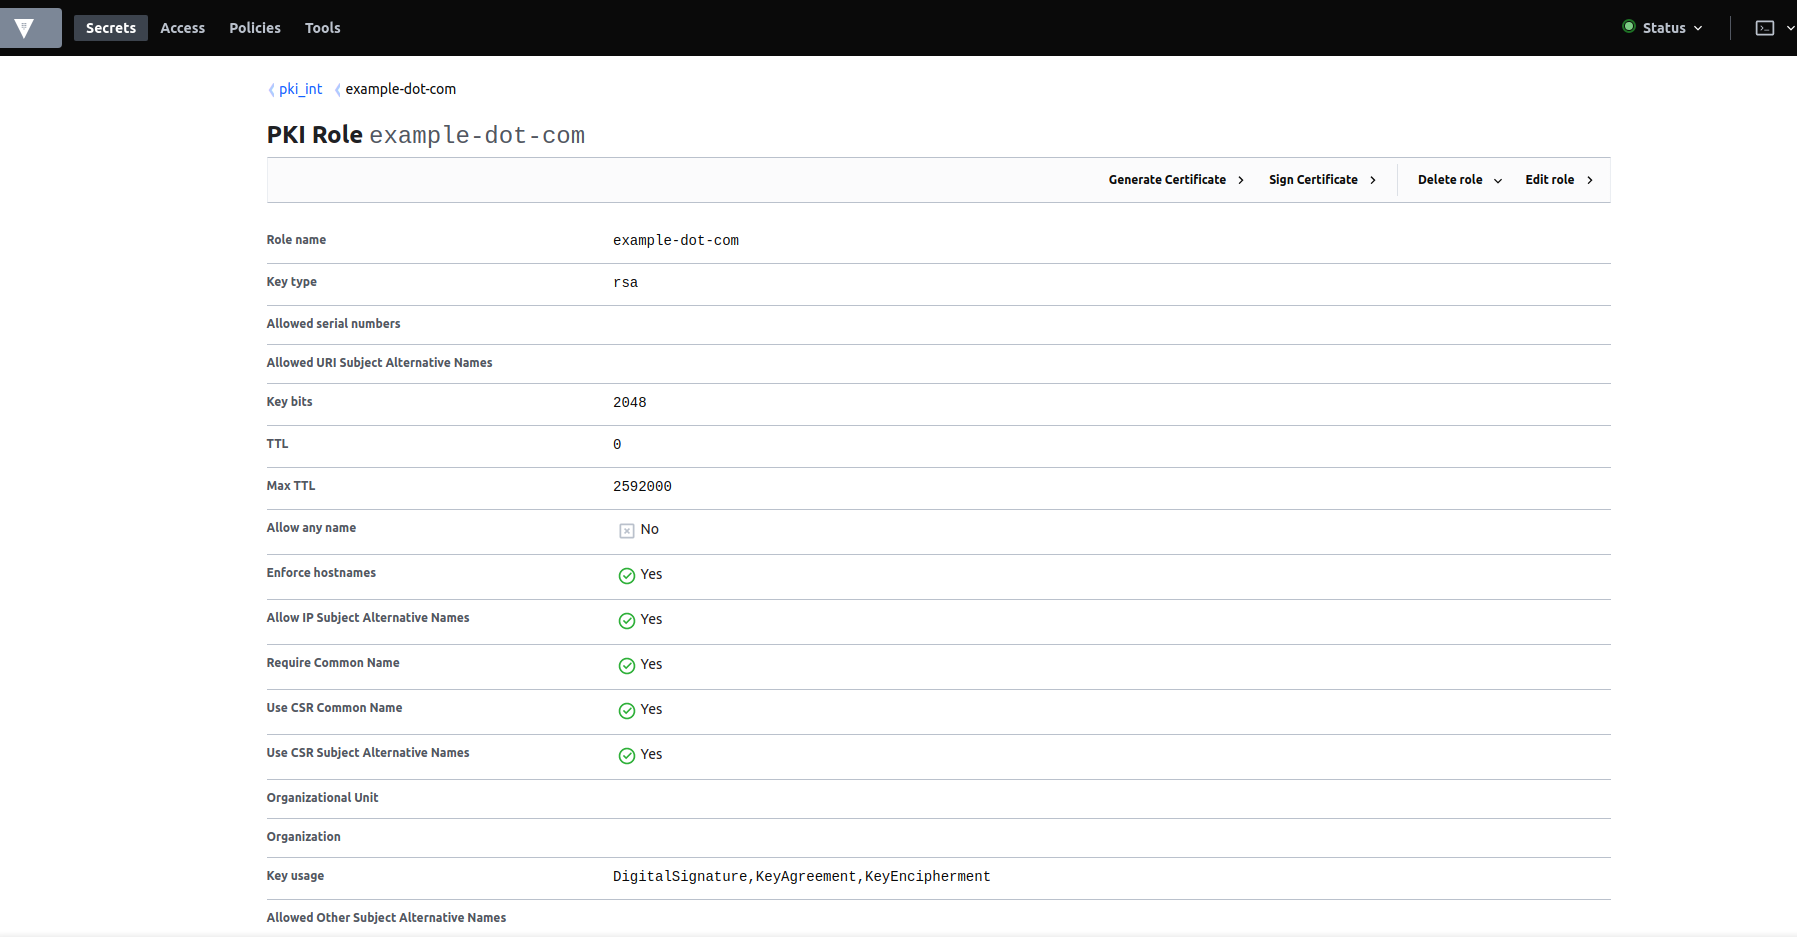 Secrets Access Policies Tools Status
pki_int example-dot-com
PKI Role example-dot-com
Generate Certificate Sign Certificate Delete role Edit role
Role name example-dot-com
Key type rsa
Allowed serial numbers
Allowed URI Subject Alternative Names
Key bits 2048
TTL 0
Max TTL 2592000
Allow any name No
Enforce hostnames Yes
Allow IP Subject Alternative Names Yes
Require Common Name Yes
Use CSR Common Name Yes
Use CSR Subject Alternative Names Yes
Organizational Unit
Organization
Key usage DigitalSignature,KeyAgreement,KeyEncipherment
Allowed Other Subject Alternative Names